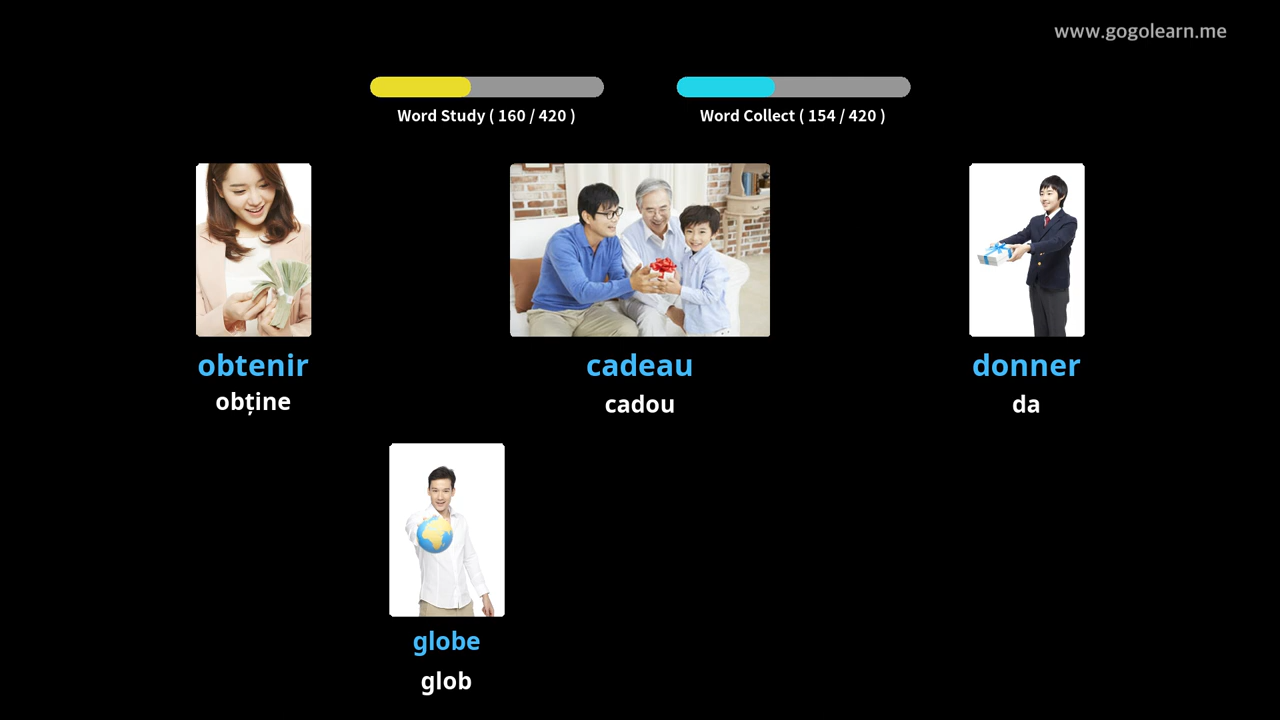 www.gogolearn.me
Word Study ( 160 / 420 )
Word Collect ( 154 / 420 )
obtenir
obține
cadeau
cadou
donner
da
globe
glob